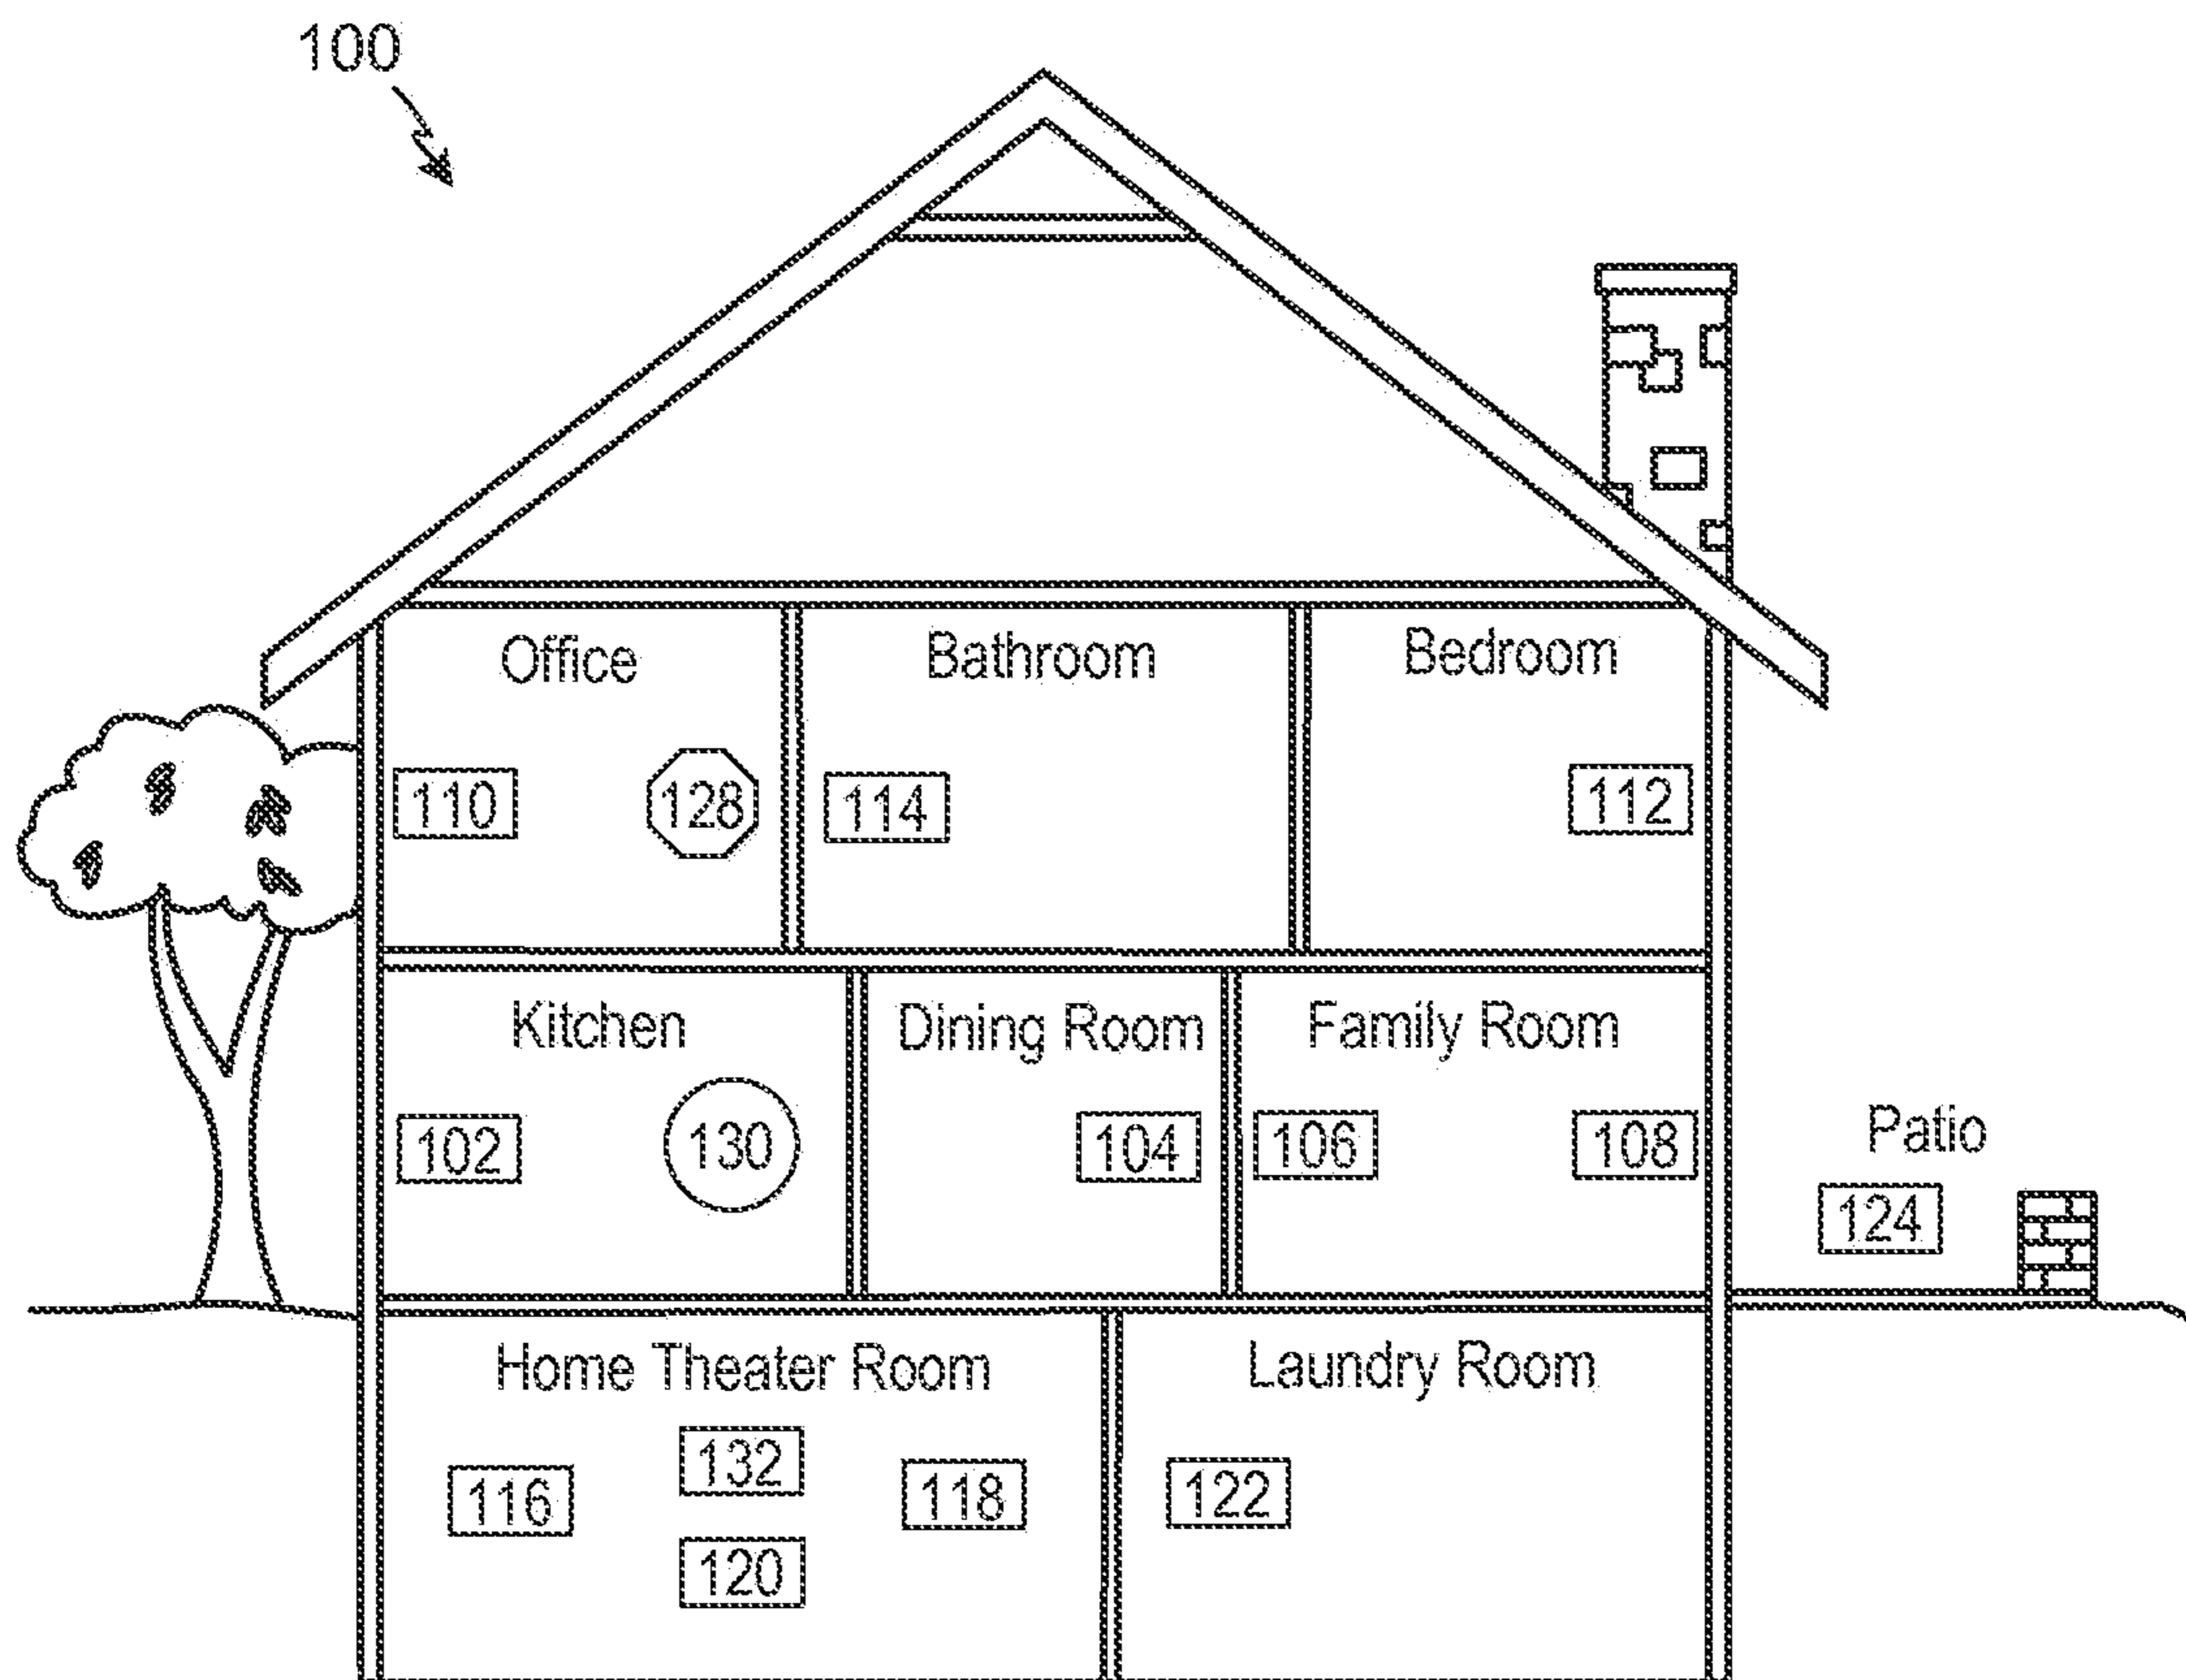 100
Office
Bathroom
Bedroom
110
128
114
112
Kitchen
Dining Room
Family Room
102
130
104
106
108
Patio
124
Home Theater Room
Laundry Room
116
132
118
120
122